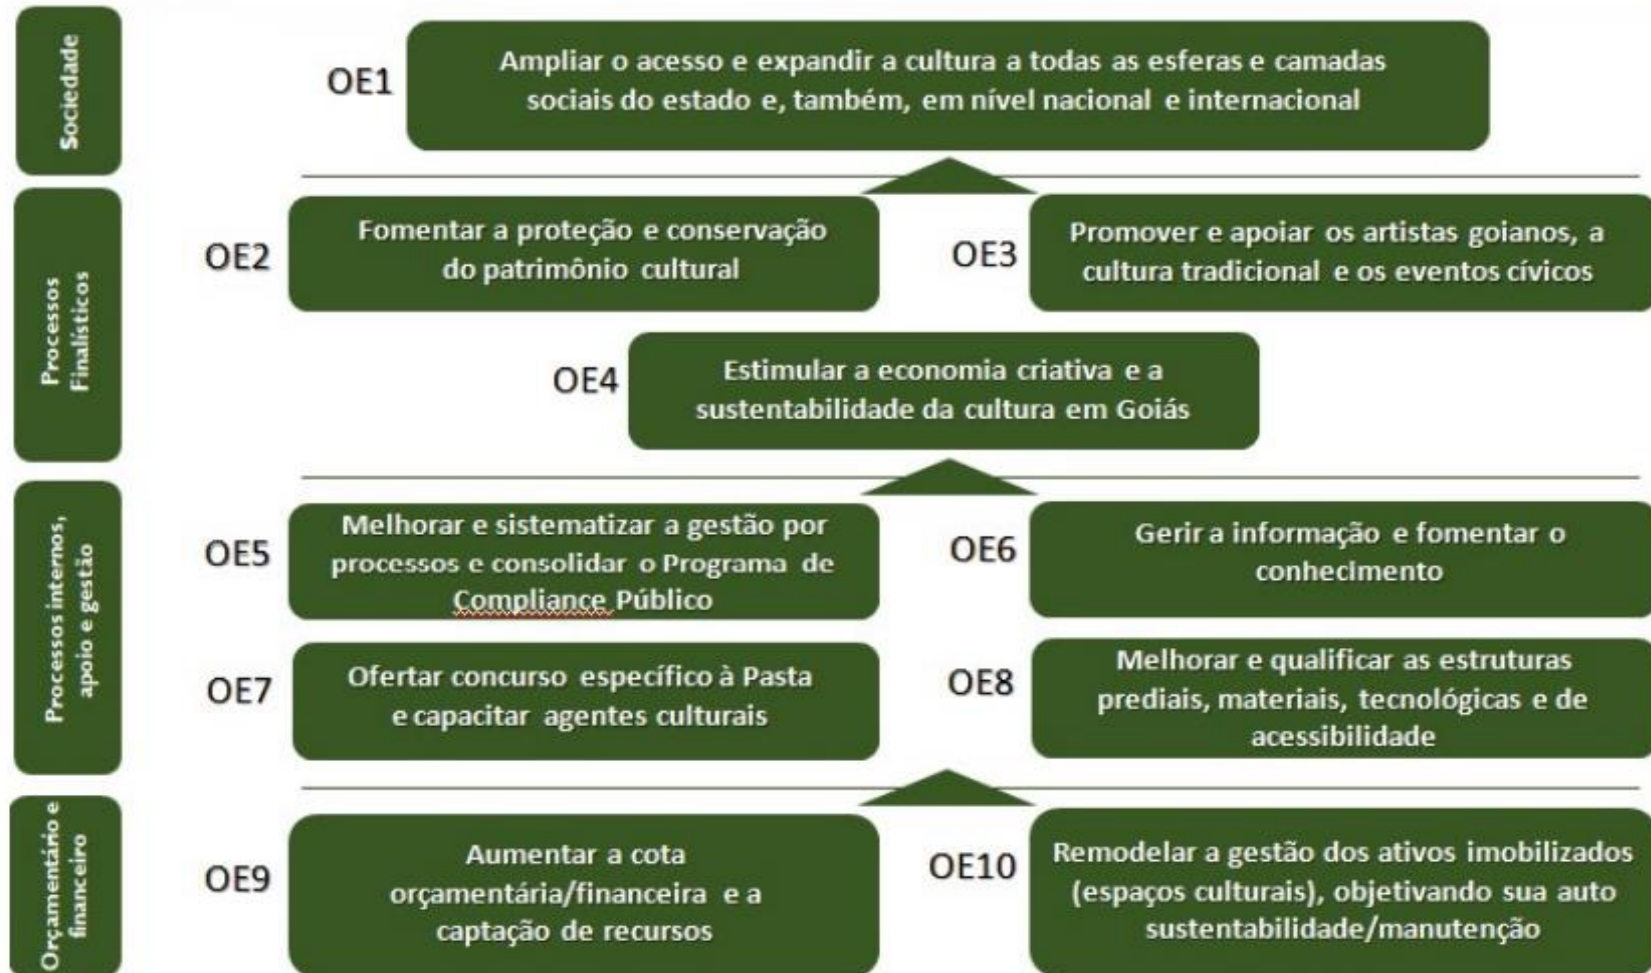 Sociedade
OE1
Ampliar o acesso e expandir a cultura a todas as esferas e camadas
sociais do estado e, também, em nível nacional e internacional
Processos
Finalísticos
OE2
Fomentar a proteção e conservação
do patrimônio cultural
OE3
Promover e apoiar os artistas goianos, a
cultura tradicional e os eventos cívicos
OE4
Estimular a economia criativa e a
sustentabilidade da cultura em Goiás
Processos internos,
apoio e gestão
OE5
Melhorar e sistematizar a gestão por
processos e consolidar o Programa de
Compliance Público
OE6
Gerir a informação e fomentar o
conhecimento
OE7
Ofertar concurso específico à Pasta
e capacitar agentes culturais
OE8
Melhorar e qualificar as estruturas
prediais, materiais, tecnológicas e de
acessibilidade
Orçamentário e
financeiro
OE9
Aumentar a cota
orçamentária/financeira e a
captação de recursos
OE10
Remodelar a gestão dos ativos imobilizados
(espaços culturais), objetivando sua auto
sustentabilidade/manutenção